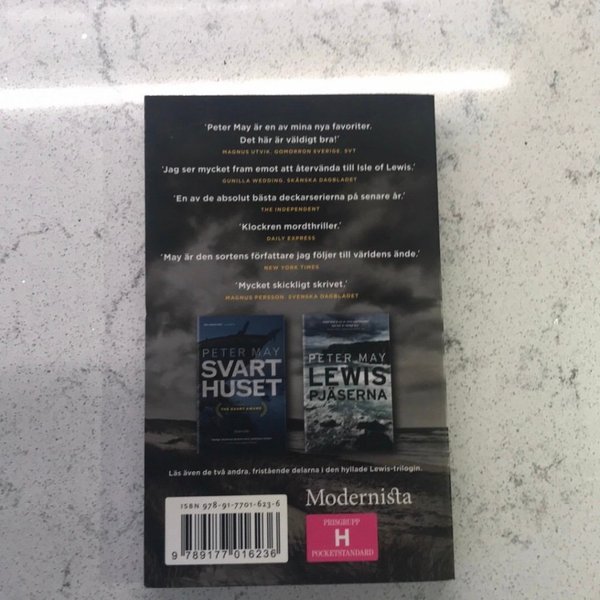 'Peter May är en av mina nya favoriter.
Det här är väldigt bra!'
MAGNUS UTVIK, GOMORRON SVERIGE, SVT
'Jag ser mycket fram emot att återvända till Isle of Lewis.'
GUNILLA WEDDING, SKÅNSKA DAGBLADET
'En av de absolut bästa deckarserierna på senare år.'
THE INDEPENDENT
'Klockren mordthriller.'
DAILY EXPRESS
'May är den sortens författare jag följer till världens ände.'
NEW YORK TIMES
'Mycket skickligt skrivet.'
MAGNUS PERSSON, SVENSKA DAGBLADET
PETER MAY
SVART
HUSET
THE BARRY AWARD
PETER MAY
LEWIS
PJÄSERNA
Läs även de två andra, fristående delarna i den hyllade Lewis-trilogin.
ISBN 978-91-7701-623-6
9 789177 016236
Modernista
PRISGRUPP
H
POCKETSTANDARD